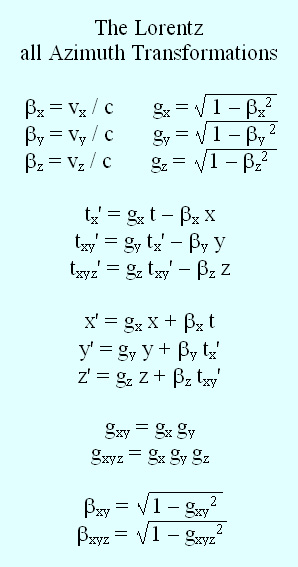 The Lorentz
all Azimuth Transformations
βx = vx / c gx = √1 − βx²
βy = vy / c gy = √1 − βy²
βz = vz / c gz = √1 − βz²
tx' = gx t − βx x
txy' = gy tx' − βy y
txyz' = gz txy' − βz z
x' = gx x + βx t
y' = gy y + βy tx'
z' = gz z + βz txy'
gxy = gx gy
gxyz = gx gy gz
βxy = √1 − gxy²
βxyz = √1 − gxyz²